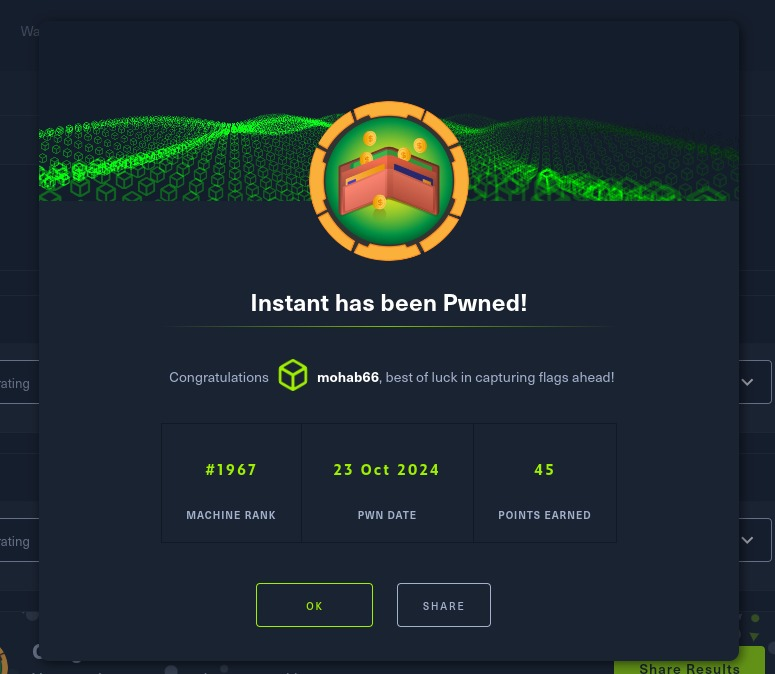 Wa
Instant has been Pwned!
Congratulations mohab66, best of luck in capturing flags ahead!
rating
#1967
23 Oct 2024
45
MACHINE RANK
PWN DATE
POINTS EARNED
rating
OK
SHARE
Share Results